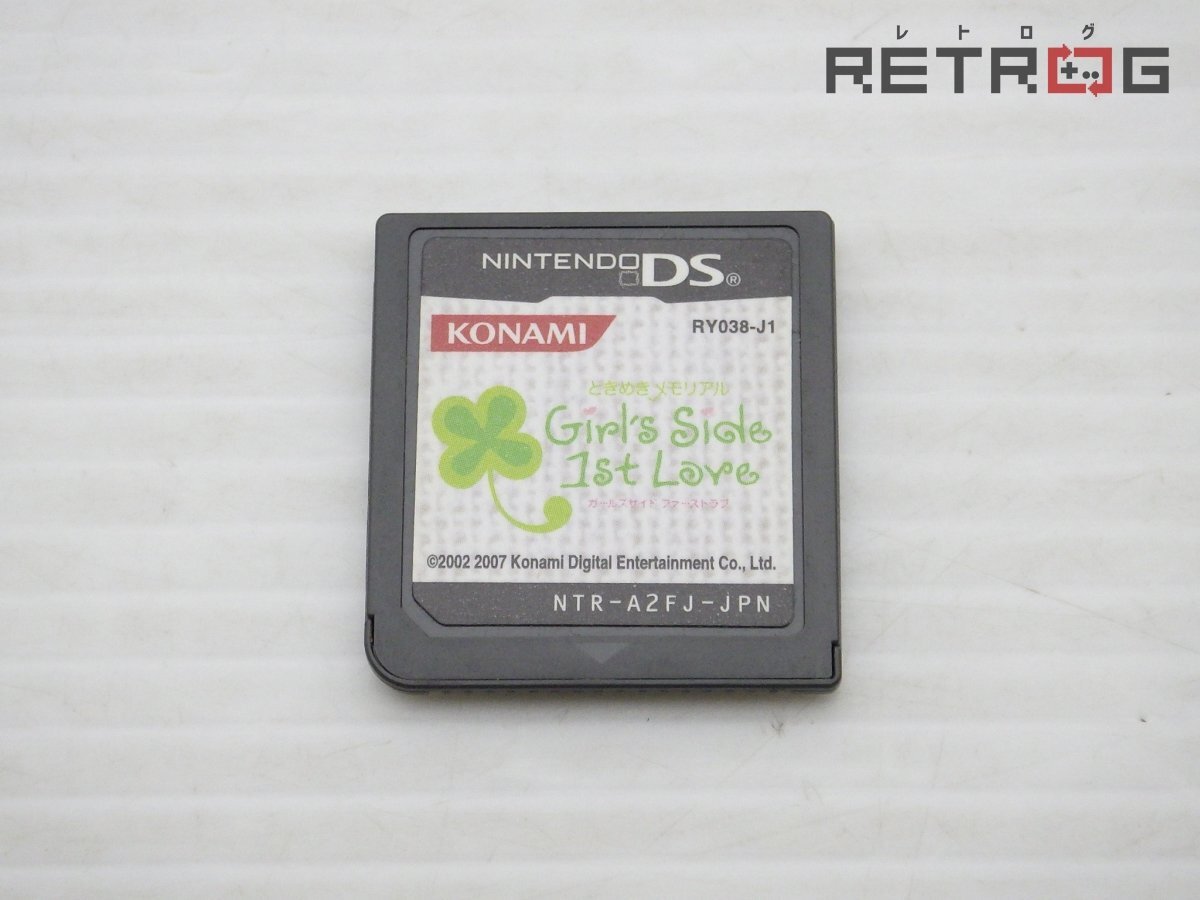 レトログ
RETROG
NINTENDO DS®
KONAMI
RY038-J1
ときめきメモリアル
Girl's Side
1st Love
ガールズサイド ファーストラブ
©2002 2007 Konami Digital Entertainment Co., Ltd.
NTR-A2FJ-JPN